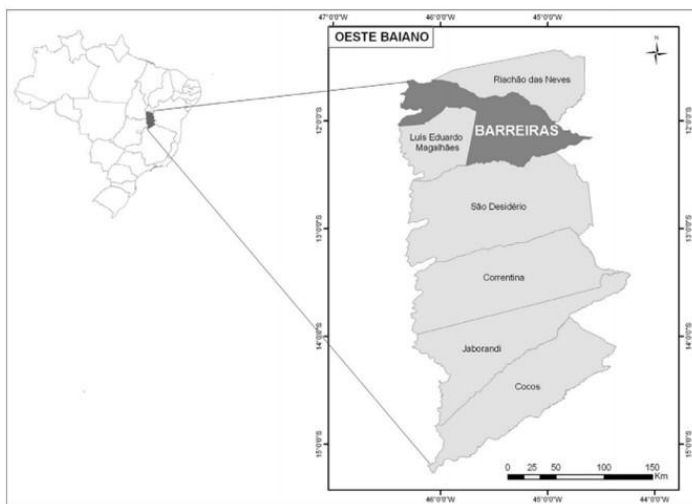 47°0'0"W
46°0'0"W
45°0'0"W
OESTE BAIANO
N
Riachão das Neves
12°0'0"S
12°0'0"S
BARREIRAS
Luís Eduardo
Magalhães
São Desidério
13°0'0"S
13°0'0"S
Correntina
14°0'0"S
14°0'0"S
Jaborandi
Cocos
15°0'0"S
15°0'0"S
0 25 50 100 150
Km
46°0'0"W
45°0'0"W
44°0'0"W